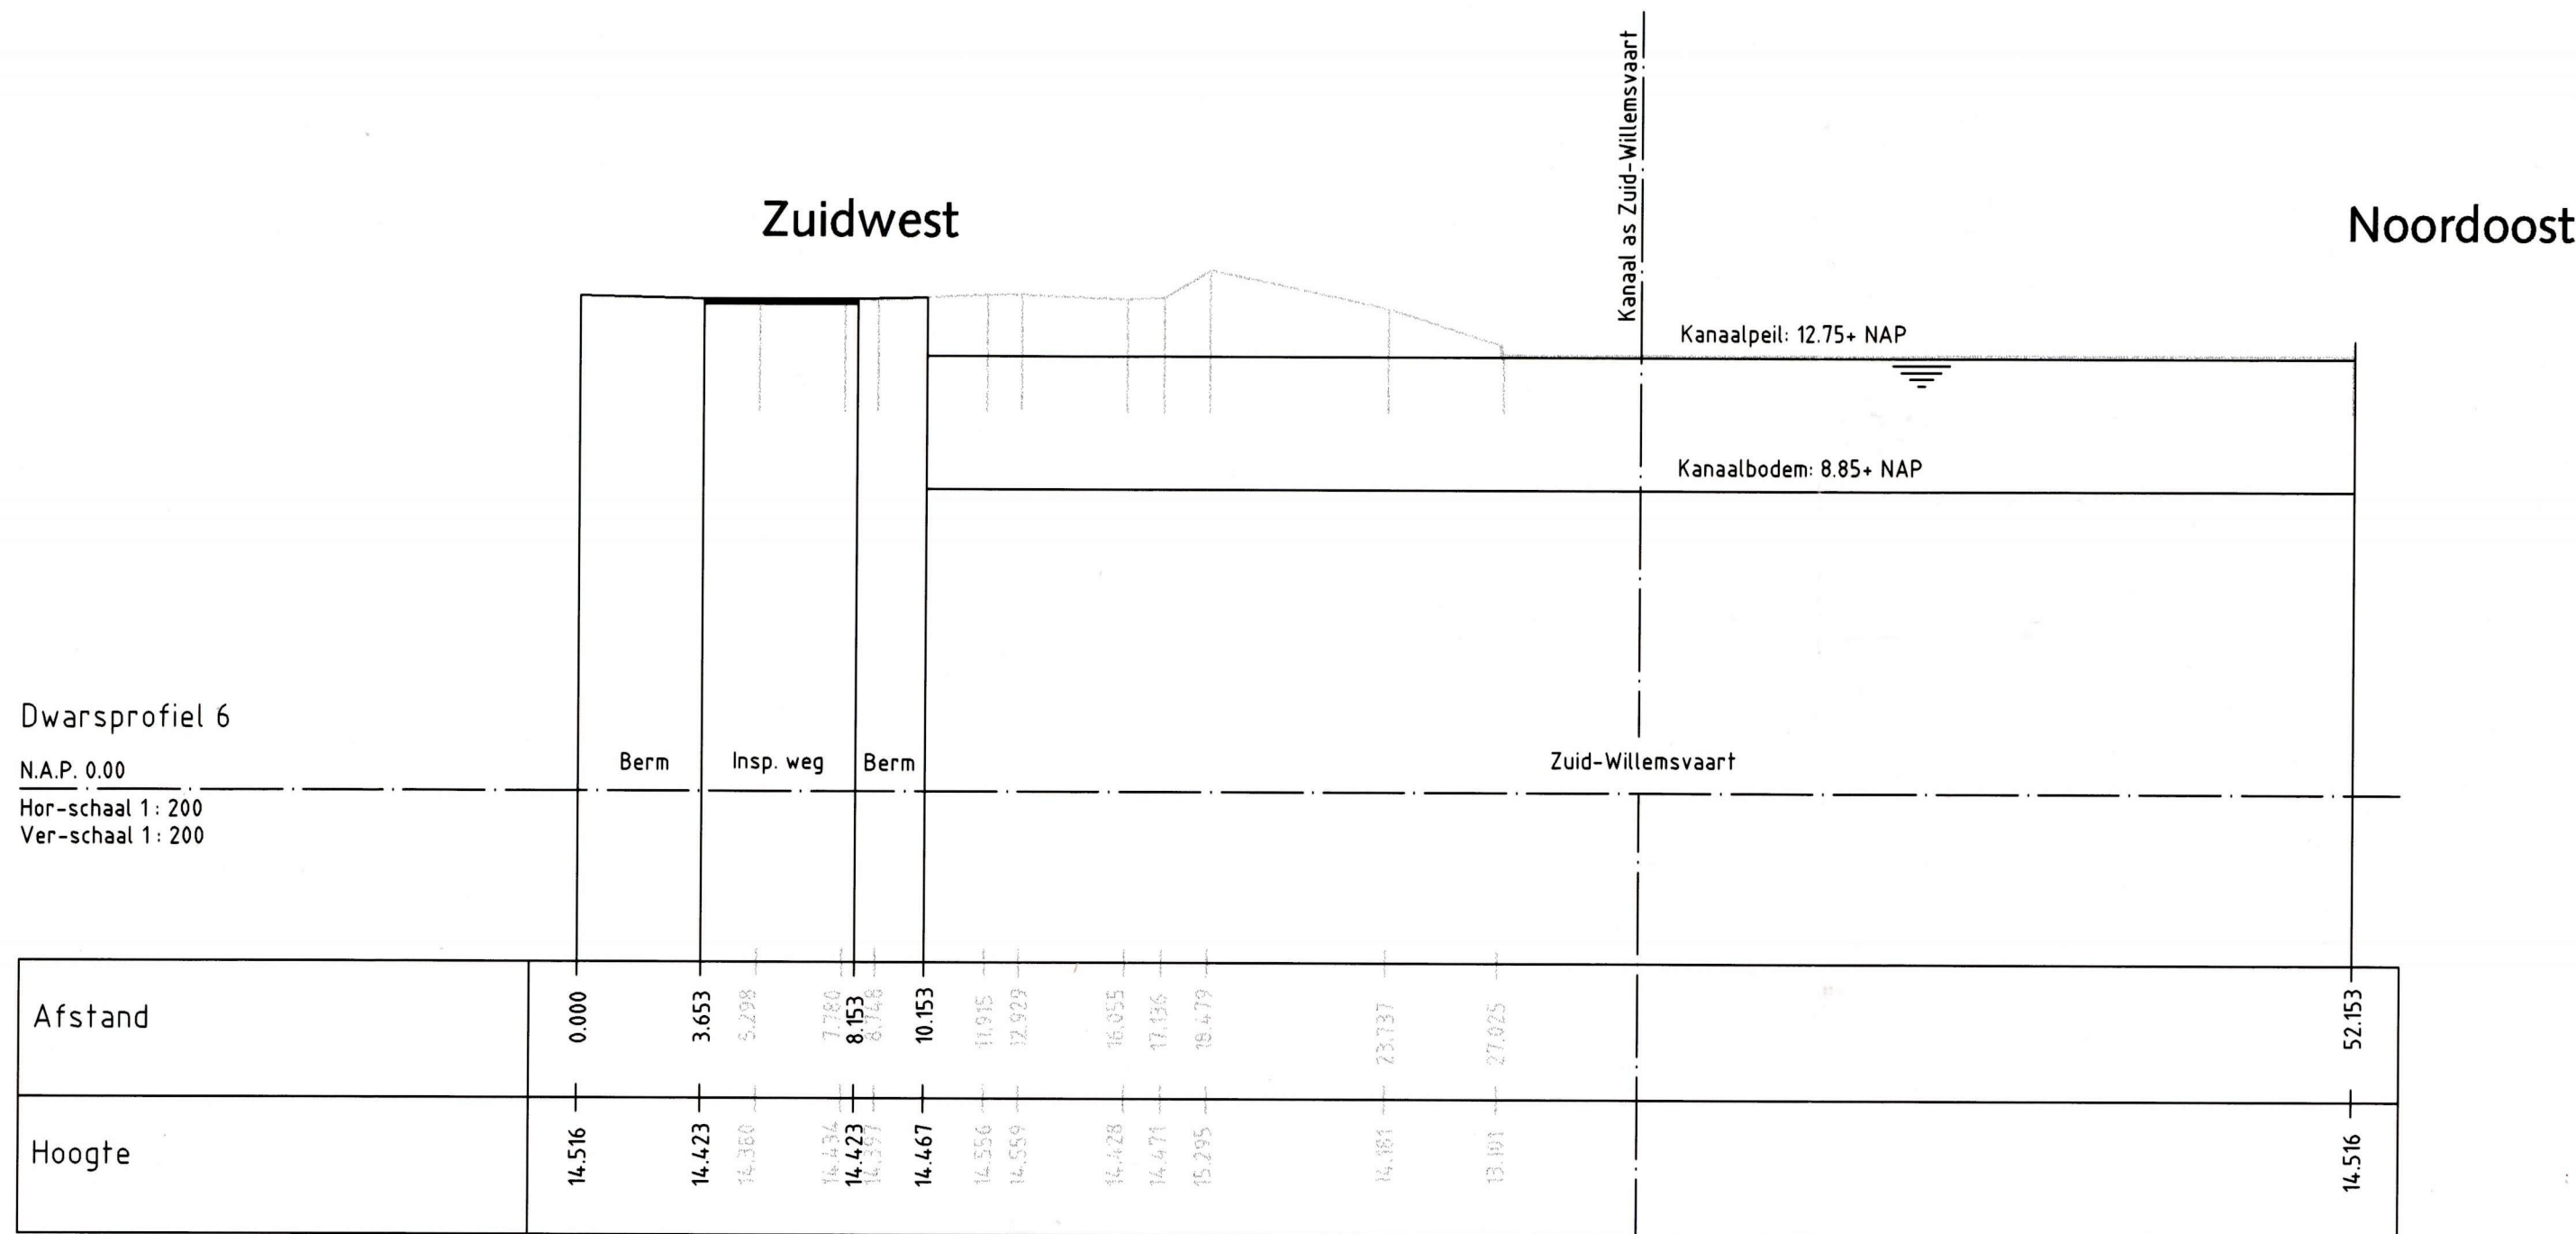 Kanaal as Zuid-Willemsvaart
Zuidwest
Noordoost
Kanaalpeil: 12.75+ NAP
Kanaalbodem: 8.85+ NAP
Dwarsprofiel 6
N.A.P. 0.00
Hor-schaal 1 : 200
Ver-schaal 1 : 200
Berm
Insp. weg
Berm
Zuid-Willemsvaart
Afstand
0.000
3.653
5.298
7.780
8.153
8.748
10.153
11.915
12.929
16.055
17.136
18.479
23.737
27.025
52.153
Hoogte
14.516
14.423
14.380
14.434
14.423
14.397
14.467
14.556
14.559
14.428
14.471
15.295
14.516